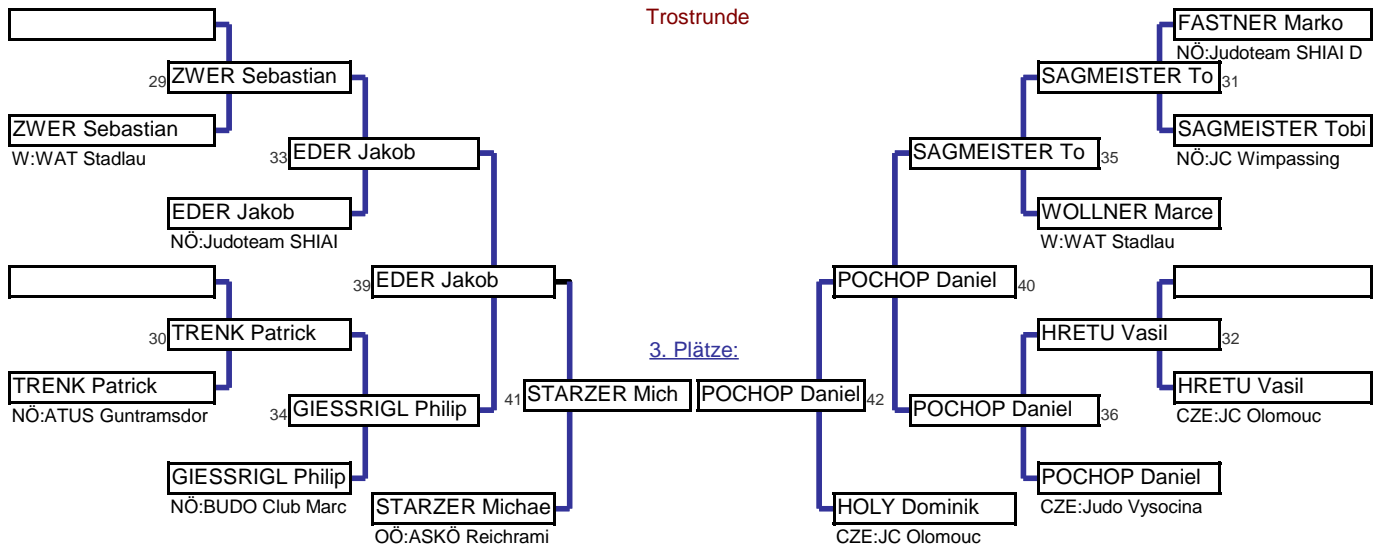 Trostrunde
FASTNER Marko
NÖ:Judoteam SHIAI D
29 ZWER Sebastian
SAGMEISTER To 31
ZWER Sebastian
W:WAT Stadlau
SAGMEISTER Tobi
NÖ:JC Wimpassing
33 EDER Jakob
SAGMEISTER To 35
EDER Jakob
NÖ:Judoteam SHIAI
WOLLNER Marce
W:WAT Stadlau
39 EDER Jakob
POCHOP Daniel 40
30 TRENK Patrick
HRETU Vasil 32
3. Plätze:
TRENK Patrick
NÖ:ATUS Guntramsdor
HRETU Vasil
CZE:JC Olomouc
41 STARZER Mich
POCHOP Daniel 42
34 GIESSRIGL Philip
POCHOP Daniel 36
GIESSRIGL Philip
NÖ:BUDO Club Marc
POCHOP Daniel
CZE:Judo Vysocina
STARZER Michae
OÖ:ASKÖ Reichrami
HOLY Dominik
CZE:JC Olomouc